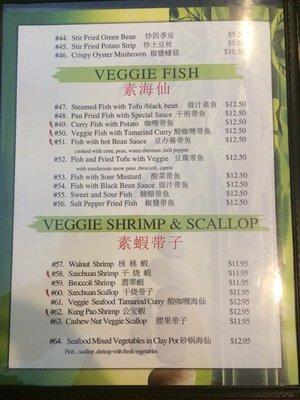 #44. Stir Fried Green Bean 炒四季豆 $9.50
#45. Stir Fried Potato Strip 炒土豆丝 $9.50
#46. Crispy Oyster Mushroom 椒鹽蠔菇 $10.50
VEGGIE FISH
素海仙
#47. Steamed Fish with Tofu /black bean 豉汁蒸鱼 $12.50
#48. Pan Fried Fish with Special Sauce 干煎带鱼 $12.50
#49. Curry Fish with Potato 咖喱带鱼 $12.50
#50. Veggie Fish with Tamarind Curry 酸咖喱带鱼 $12.50
#51. Fish with hot Bean Sauce 豆办酱带鱼 $12.50
cooked with corn, peas, water chestnut ,bell pepper
#52. Fish and Fried Tofu with Veggie 豆腐带鱼 $12.50
with mushroom snow peas ,broccoli, carrot
#53. Fish with Sour Mustard 酸菜带鱼 $12.50
#54. Fish with Black Bean Sauce 豉汁带鱼 $12.50
#55. Sweet and Sour Fish 糖醋带鱼 $12.50
#56. Salt Pepper Fried Fish 椒鹽带鱼 $12.50
VEGGIE SHRIMP & SCALLOP
素蝦带子
#57. Walnut Shrimp 核桃蝦 $11.95
#58. Szechuan Shrimp 干烧蝦 $11.95
#59. Broccoli Shrimp 翡翠蝦 $11.95
#60. Szechuan Scallop 干烧带子 $11.95
#61. Veggie Seafood Tamarind Curry 酸咖喱海仙 $12.95
#62. Kung Pao Shrimp 公宝蝦 $11.95
#63. Cashew Nut Veggie Scallop 腰果带子 $11.95
#64. Seafood Mixed Vegetables in Clay Pot 砂锅海仙 $12.95
Fish , scallop ,shrimp with fresh vegetables